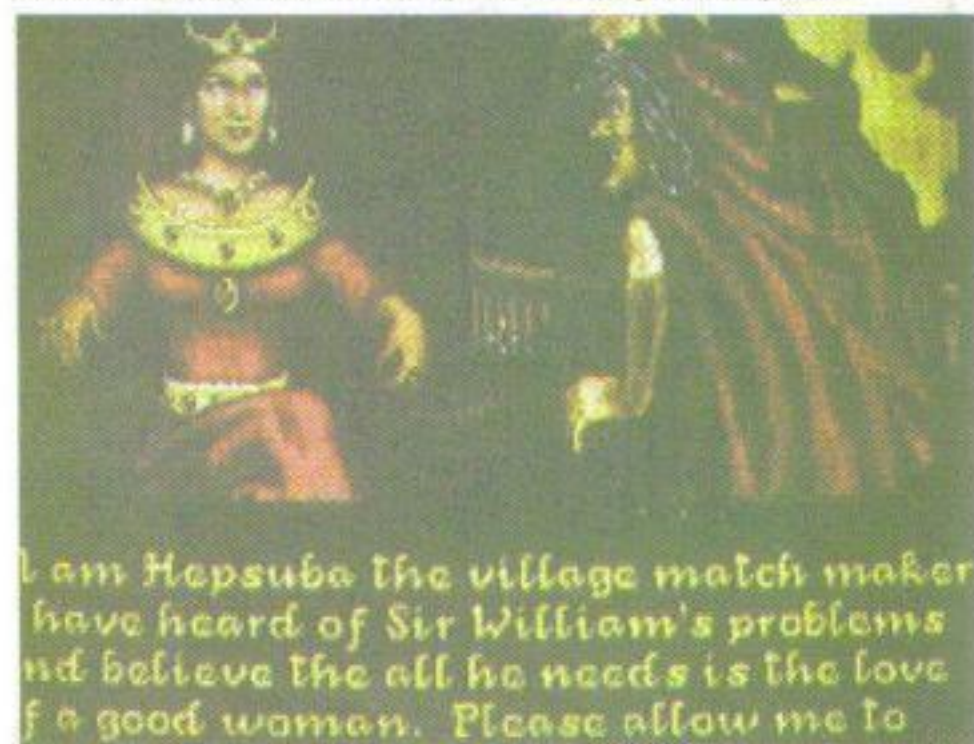 I am Hepsuba the village match maker
have heard of Sir William's problems
nd believe the all he needs is the love
f a good woman. Please allow me to